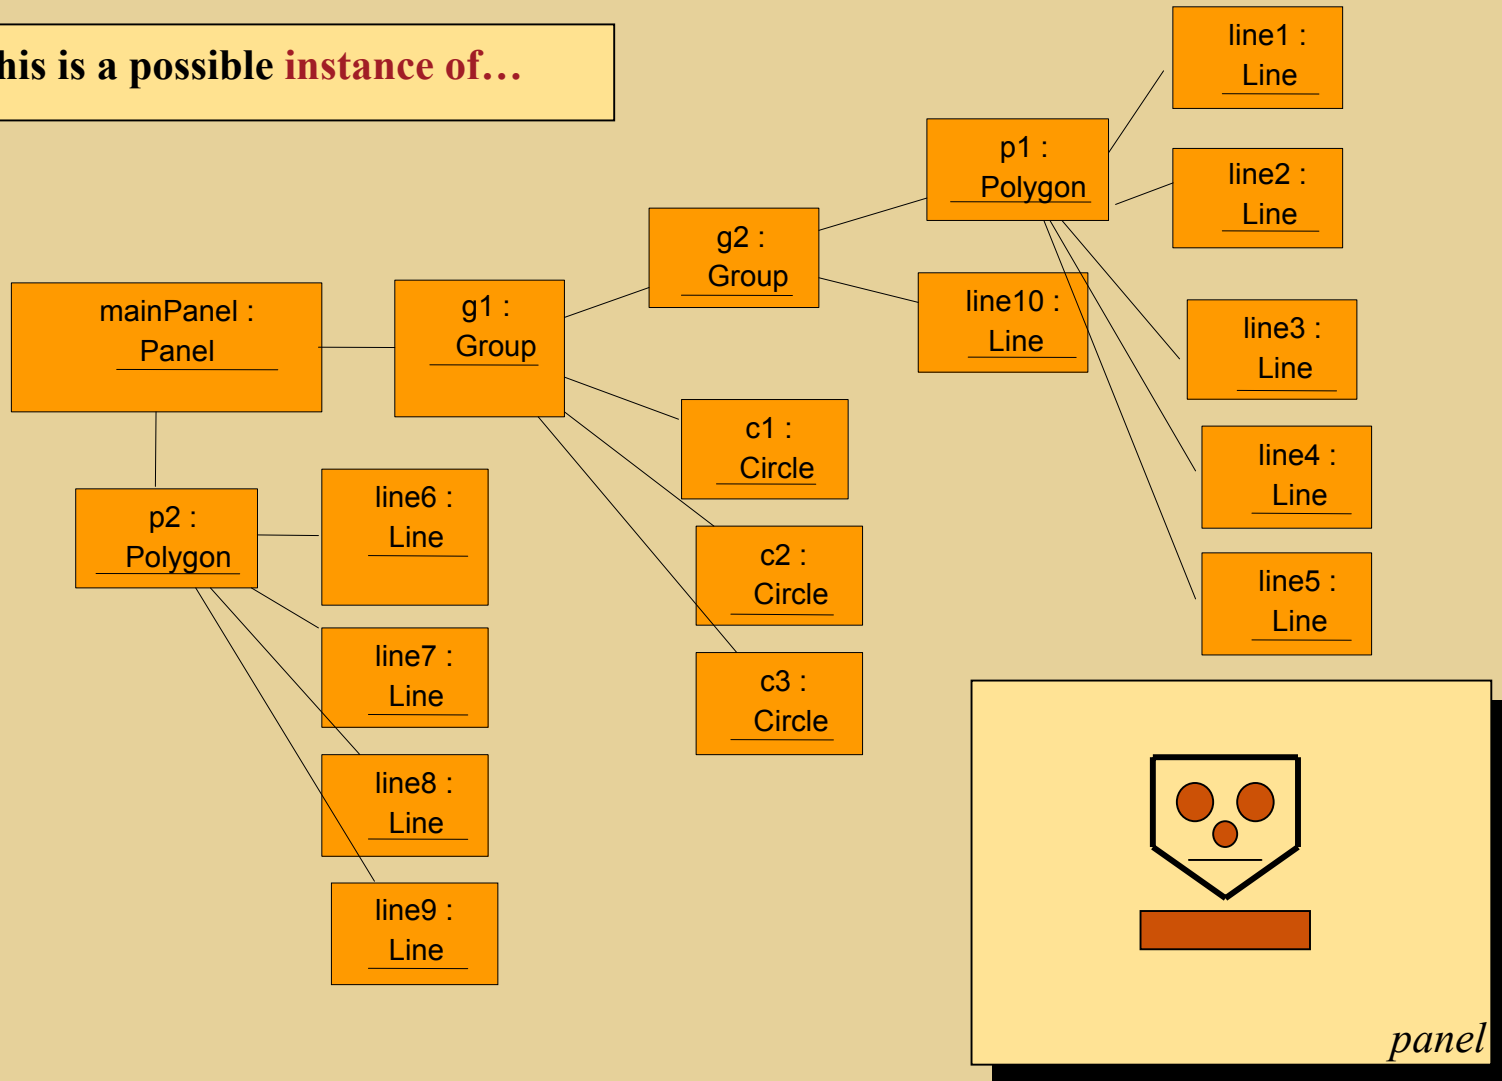 his is a possible instance of…
line1 :
Line
p1 :
Polygon
line2 :
Line
g2 :
Group
mainPanel :
Panel
g1 :
Group
line10 :
Line
line3 :
Line
c1 :
Circle
line4 :
Line
p2 :
Polygon
line6 :
Line
c2 :
Circle
line5 :
Line
line7 :
Line
c3 :
Circle
line8 :
Line
line9 :
Line
panel